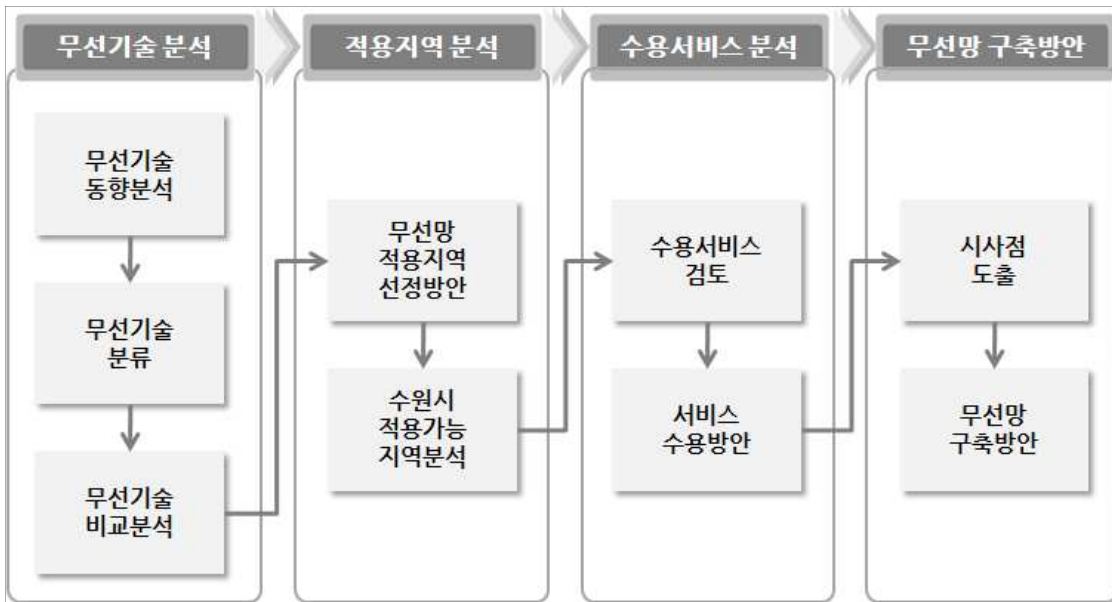 무선기술 분석
적용지역 분석
수용서비스 분석
무선망 구축방안
무선기술
동향분석
무선기술
분류
무선기술
비교분석
무선망
적용지역
선정방안
수원시
적용가능
지역분석
수용서비스
검토
서비스
수용방안
시사점
도출
무선망
구축방안